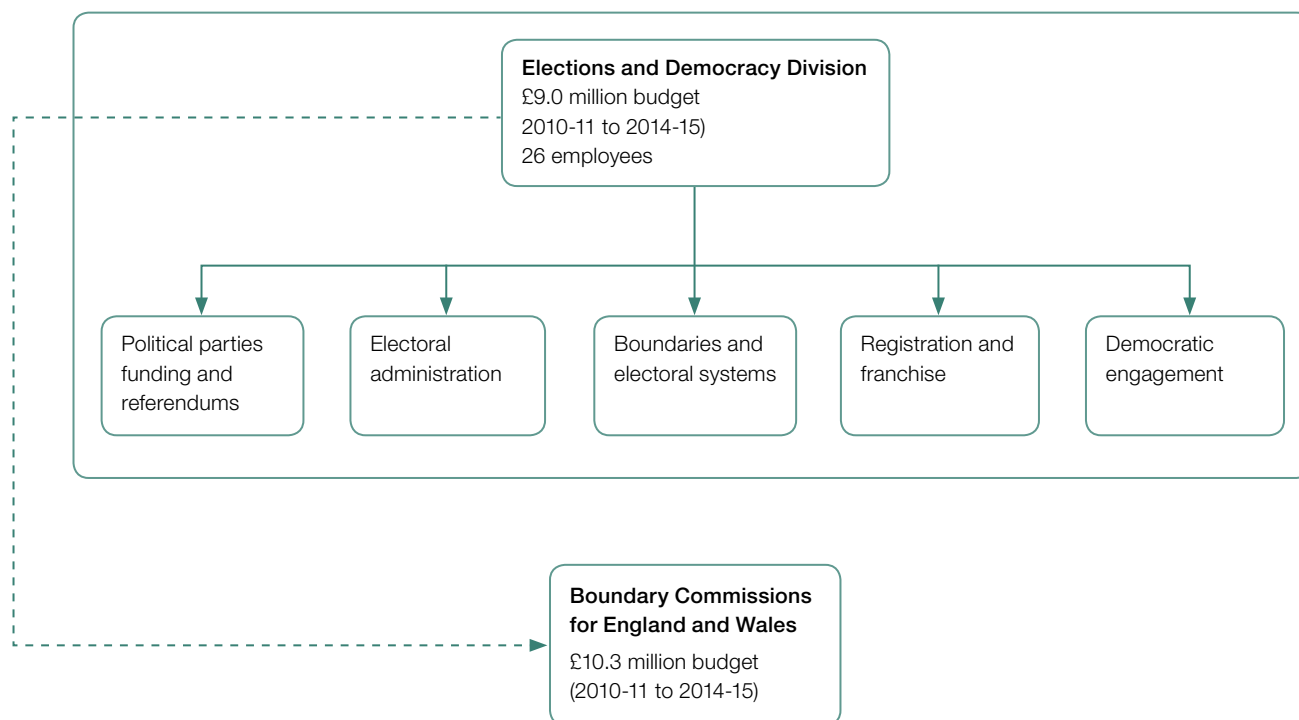 Elections and Democracy Division
£9.0 million budget
2010-11 to 2014-15)
26 employees
Political parties
funding and
referendums
Electoral
administration
Boundaries and
electoral systems
Registration and
franchise
Democratic
engagement
Boundary Commissions
for England and Wales
£10.3 million budget
(2010-11 to 2014-15)